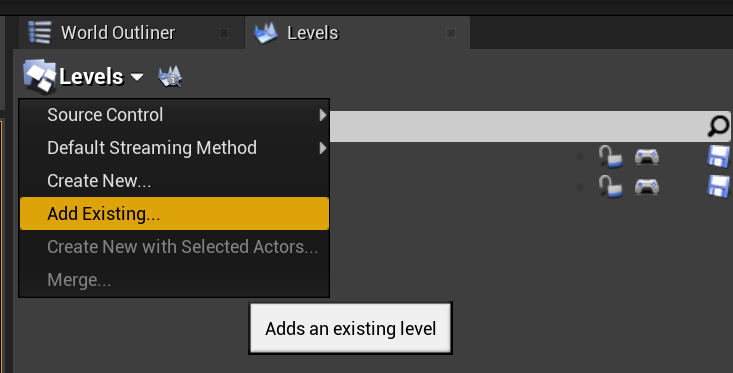 World Outliner
Levels
Levels
Source Control
Default Streaming Method
Create New...
Add Existing...
Create New with Selected Actors...
Merge...
Adds an existing level